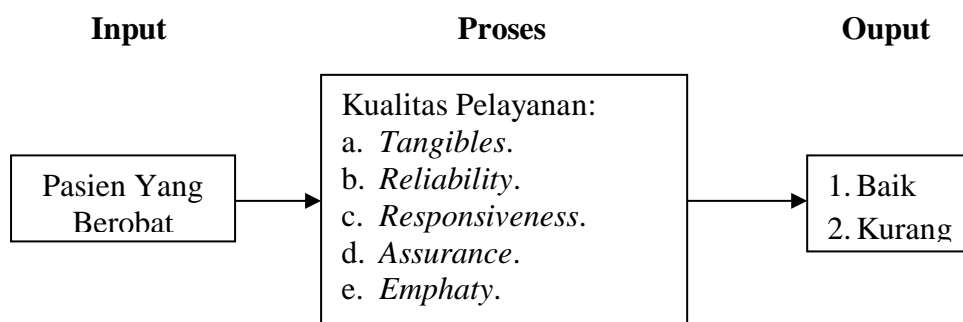 Input
Proses
Ouput
Pasien Yang
Berobat
Kualitas Pelayanan:
a. Tangibles.
b. Reliability.
c. Responsiveness.
d. Assurance.
e. Emphaty.
1. Baik
2. Kurang